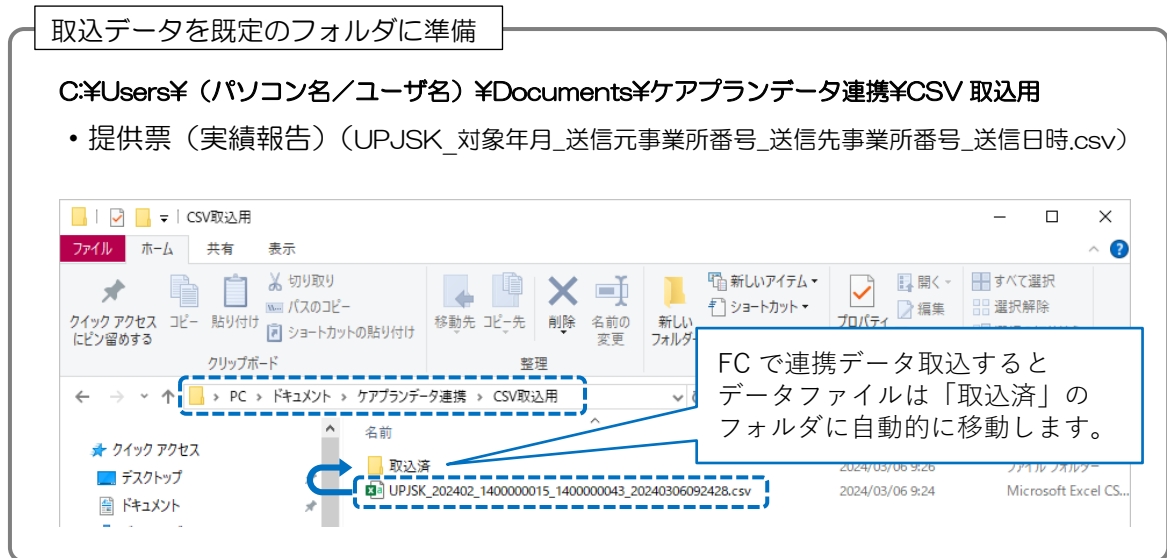 取込データを既定のフォルダに準備
C:¥Users¥（パソコン名／ユーザ名）¥Documents¥ケアプランデータ連携¥CSV 取込用
・提供票（実績報告）（UPJSK_対象年月_送信元事業所番号_送信先事業所番号_送信日時.csv）
CSV取込用
ファイル ホーム 共有 表示
クイック アクセスにピン留めする
コピー
貼り付け
切り取り
パスのコピー
ショートカットの貼り付け
クリップボード
移動先
コピー先
削除
名前の変更
整理
新しい
新しいアイテム
ショートカット
プロパティ
開く
編集
すべて選択
選択解除
FC で連携データ取込すると
データファイルは「取込済」の
フォルダに自動的に移動します。
PC › ドキュメント › ケアプランデータ連携 › CSV取込用
名前
クイック アクセス
デスクトップ
ドキュメント
取込済 2024/03/06 9:26 ファイル フォルダー
UPJSK_202402_1400000015_1400000043_20240306092428.csv 2024/03/06 9:24 Microsoft Excel CS...